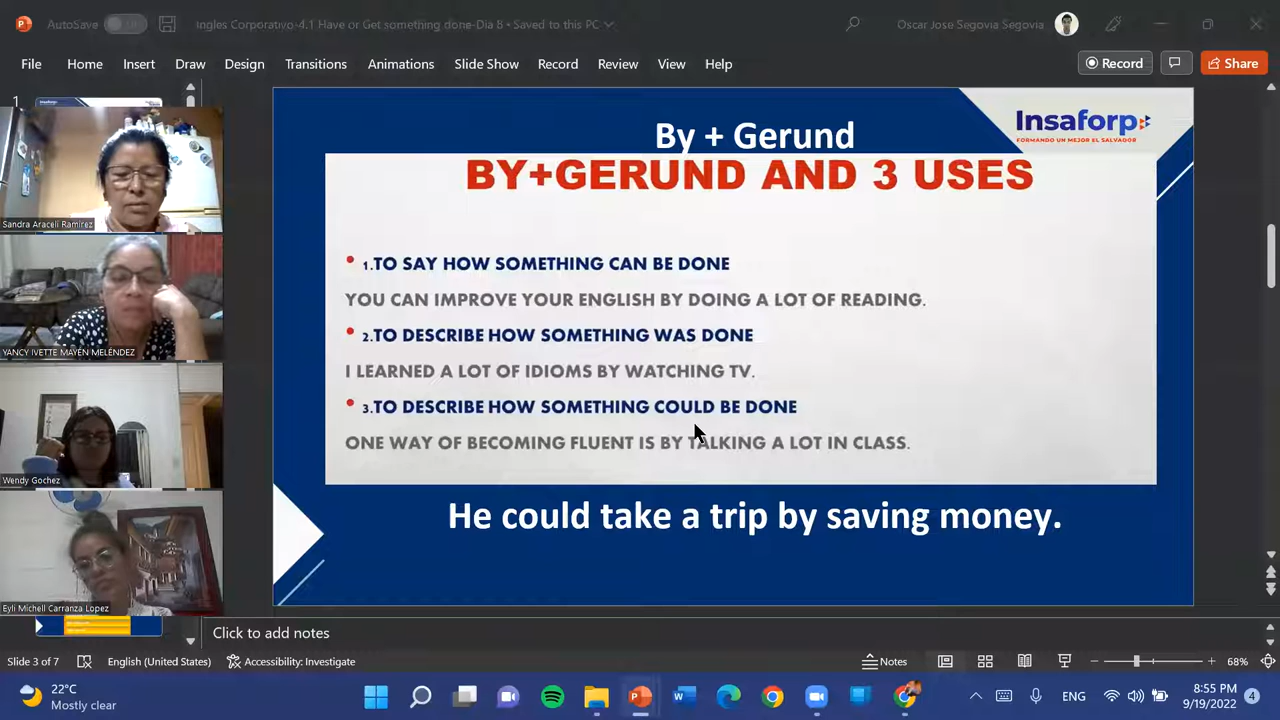 AutoSave
Off
Ingles Corporativo-4.1 Have or Get something done-Dia 8 • Saved to this PC
Oscar Jose Segovia Segovia
File
Home
Insert
Draw
Design
Transitions
Animations
Slide Show
Record
Review
View
Help
Record
Share
1
Sandra Araceli Ramirez
YANCY IVETTE MAYÉN MELÉNDEZ
Wendy Gochez
Eyli Michell Carranza Lopez
Insaforp
FORMANDO UN MEJOR EL SALVADOR
By + Gerund
BY+GERUND AND 3 USES
• 1.TO SAY HOW SOMETHING CAN BE DONE
YOU CAN IMPROVE YOUR ENGLISH BY DOING A LOT OF READING.
• 2.TO DESCRIBE HOW SOMETHING WAS DONE
I LEARNED A LOT OF IDIOMS BY WATCHING TV.
• 3.TO DESCRIBE HOW SOMETHING COULD BE DONE
ONE WAY OF BECOMING FLUENT IS BY TALKING A LOT IN CLASS.
He could take a trip by saving money.
Click to add notes
Slide 3 of 7
English (United States)
Accessibility: Investigate
Notes
68%
22°C
Mostly clear
ENG
8:55 PM
9/19/2022
4